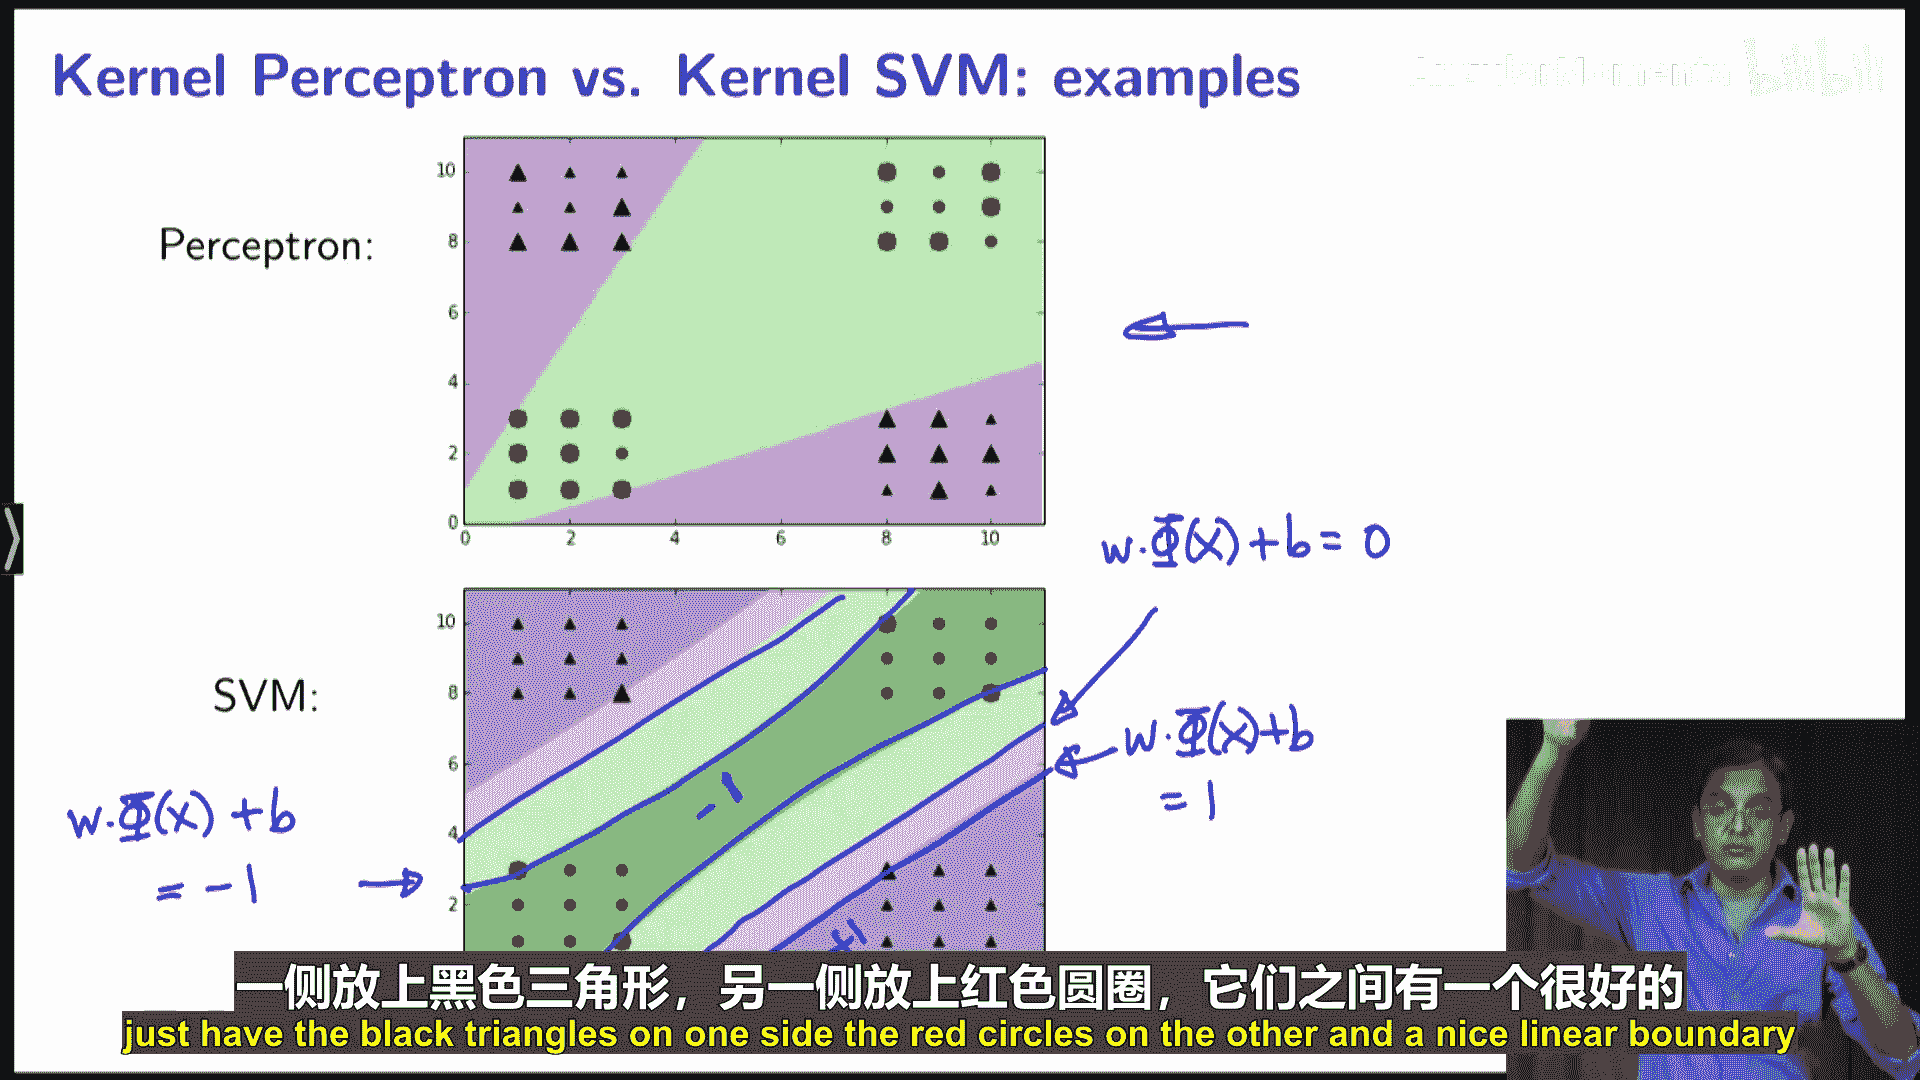 Kernel Perceptron vs. Kernel SVM: examples
Perceptron:
10
8
6
4
2
0
0 2 4 6 8 10
w·Φ(x)+b= 0
SVM:
10
8
6
4
2
w·Φ(x)+b
= 1
w·Φ(x) +b
= -1
-1
+1
一侧放上黑色三角形，另一侧放上红色圆圈，它们之间有一个很好的
just have the black triangles on one side the red circles on the other and a nice linear boundary